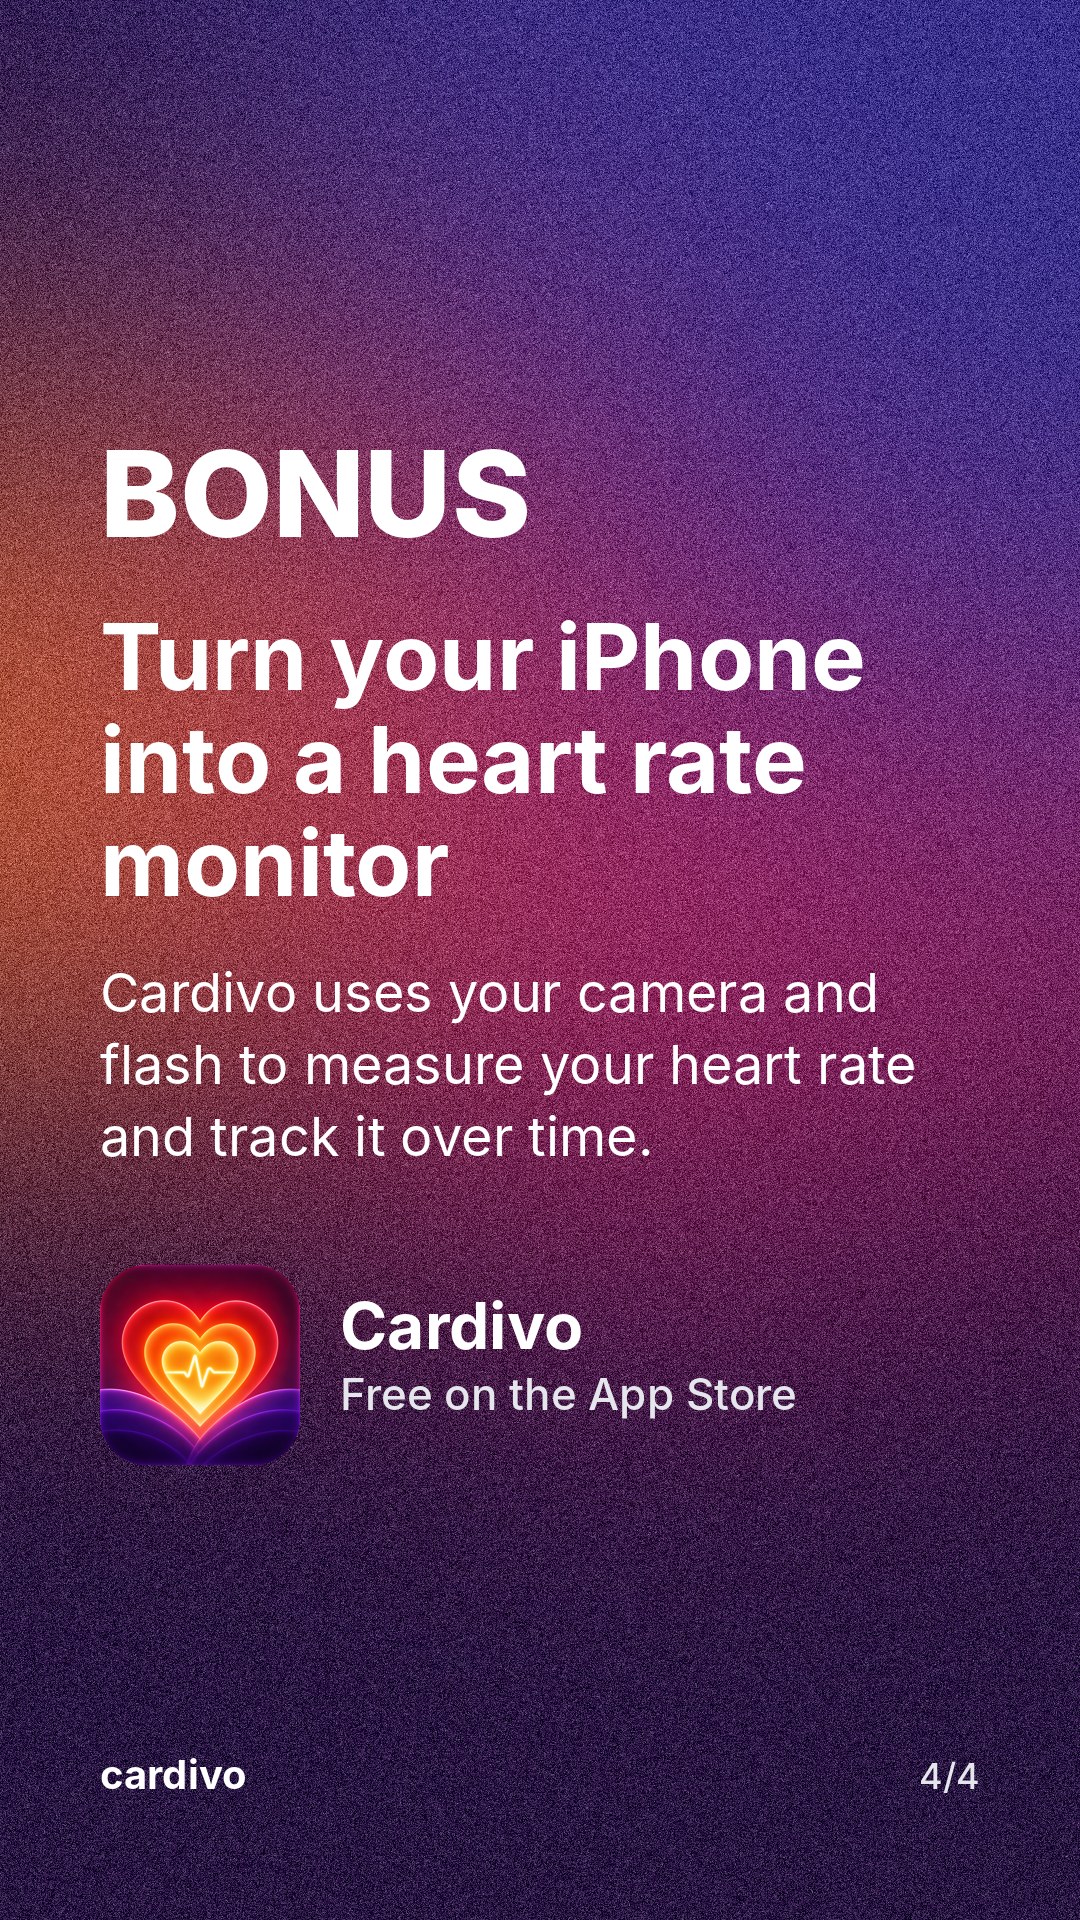 BONUS
Turn your iPhone
into a heart rate
monitor
Cardivo uses your camera and
flash to measure your heart rate
and track it over time.
Cardivo
Free on the App Store
cardivo
4/4